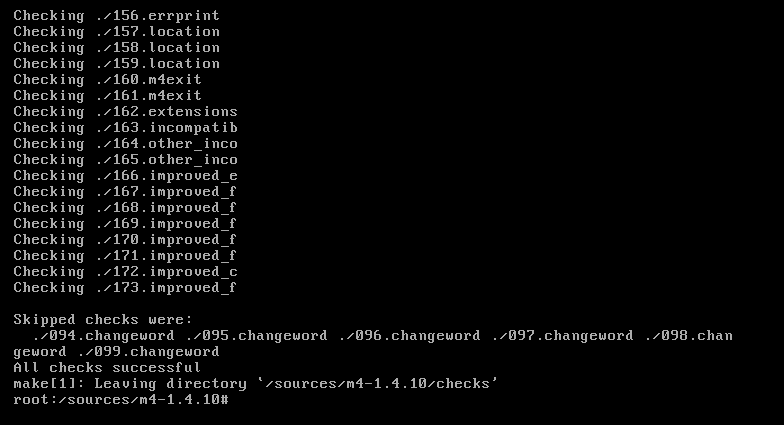 Checking ./156.errprint
Checking ./157.location
Checking ./158.location
Checking ./159.location
Checking ./160.m4exit
Checking ./161.m4exit
Checking ./162.extensions
Checking ./163.incompatib
Checking ./164.other_inco
Checking ./165.other_inco
Checking ./166.improved_e
Checking ./167.improved_f
Checking ./168.improved_f
Checking ./169.improved_f
Checking ./170.improved_f
Checking ./171.improved_f
Checking ./172.improved_c
Checking ./173.improved_f

Skipped checks were:
  ./094.changeword ./095.changeword ./096.changeword ./097.changeword ./098.chan
geword ./099.changeword
All checks successful
make[1]: Leaving directory `/sources/m4-1.4.10/checks'
root:/sources/m4-1.4.10#